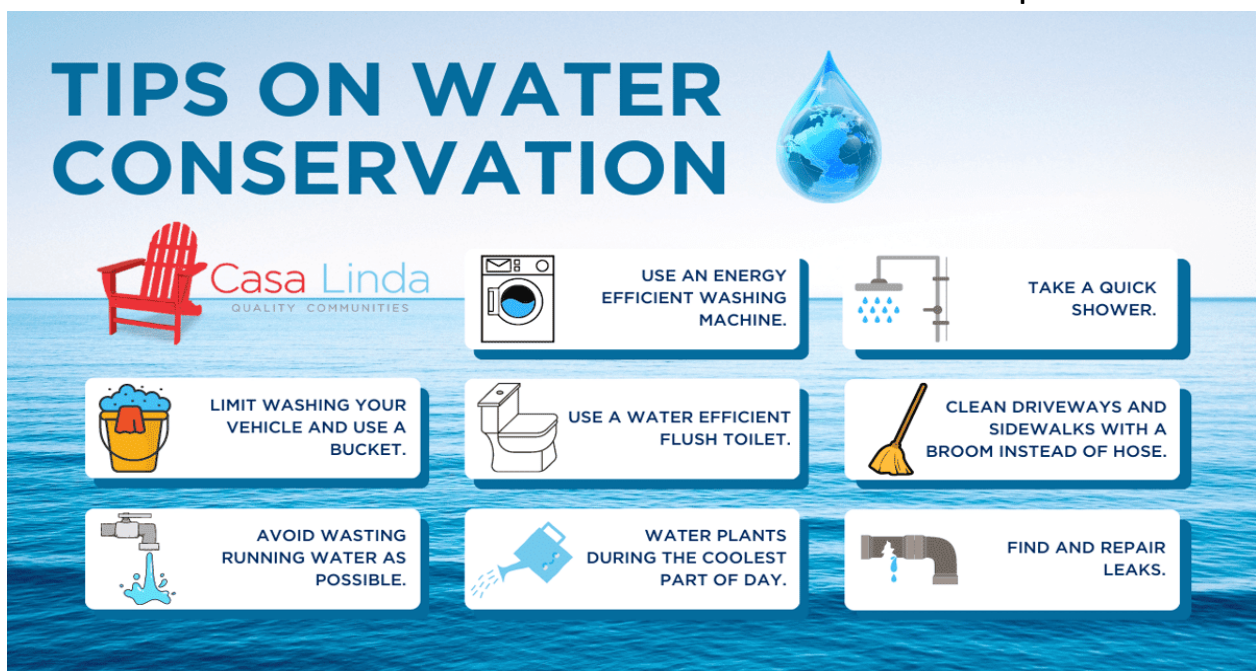 TIPS ON WATER
CONSERVATION
Casa Linda
QUALITY COMMUNITIES
USE AN ENERGY
EFFICIENT WASHING
MACHINE.
TAKE A QUICK
SHOWER.
LIMIT WASHING YOUR
VEHICLE AND USE A
BUCKET.
USE A WATER EFFICIENT
FLUSH TOILET.
CLEAN DRIVEWAYS AND
SIDEWALKS WITH A
BROOM INSTEAD OF HOSE.
AVOID WASTING
RUNNING WATER AS
POSSIBLE.
WATER PLANTS
DURING THE COOLEST
PART OF DAY.
FIND AND REPAIR
LEAKS.